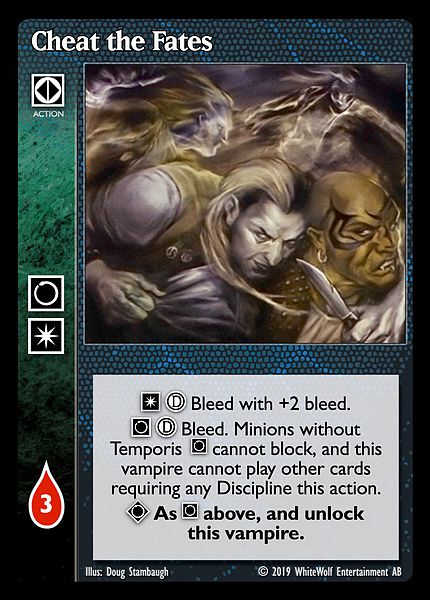 Cheat the Fates
ACTION
D Bleed with +2 bleed.
D Bleed. Minions without
Temporis cannot block, and this
vampire cannot play other cards
requiring any Discipline this action.
As above, and unlock
this vampire.
3
Illus: Doug Stambaugh © 2019 WhiteWolf Entertainment AB